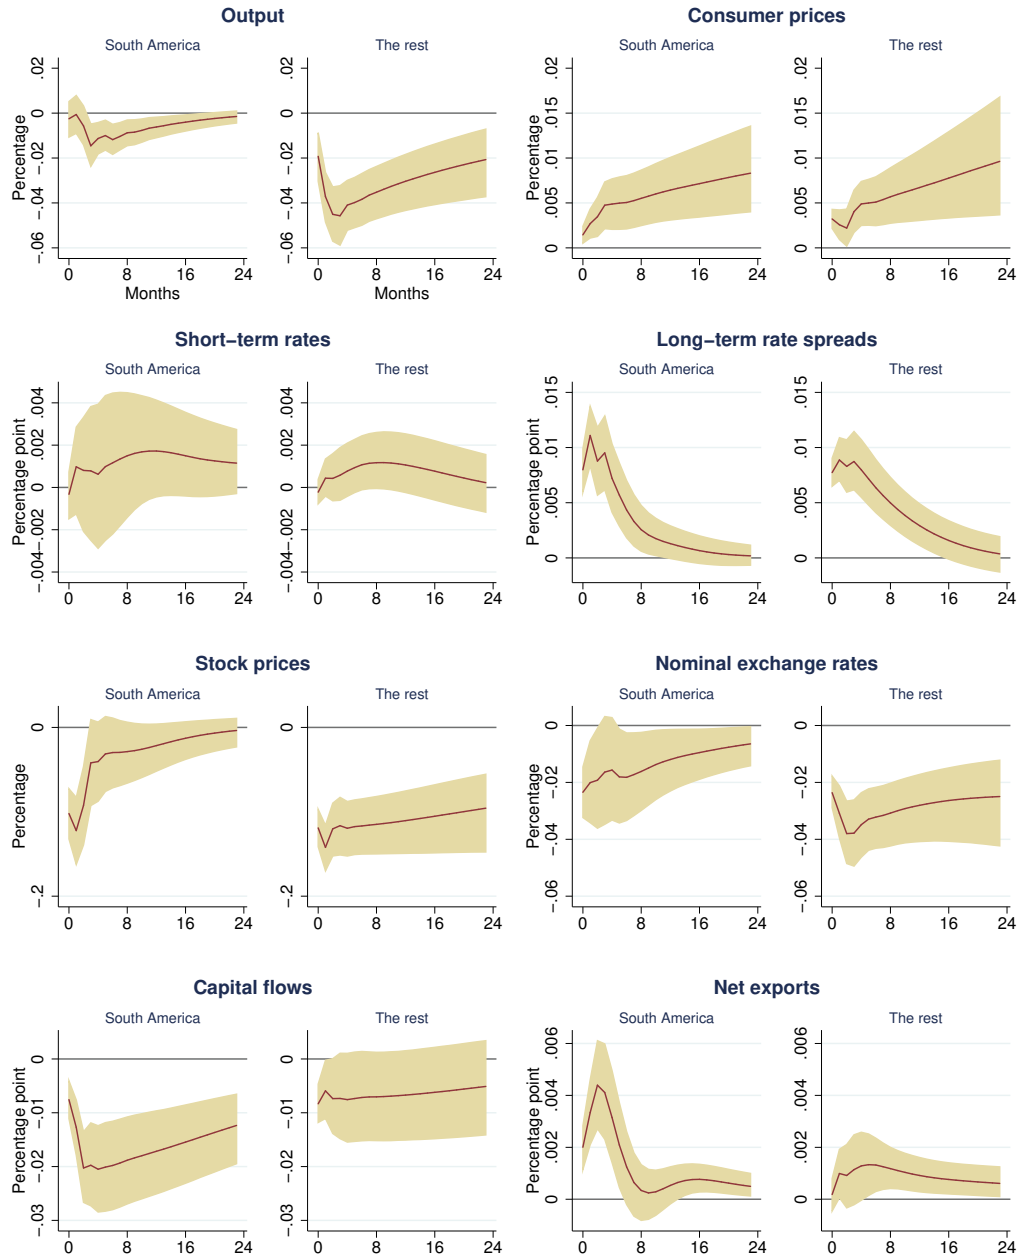 Output
South America
The rest
Percentage
.02
0
−.02
−.04
−.06
0 8 16 24
Months
.02
0
−.02
−.04
−.06
0 8 16 24
Months
Consumer prices
South America
The rest
Percentage
.02
.015
.01
.005
0
0 8 16 24
.02
.015
.01
.005
0
0 8 16 24
Short−term rates
South America
The rest
Percentage point
.004
.002
0
−.002
−.004
0 8 16 24
.004
.002
0
−.002
−.004
0 8 16 24
Long−term rate spreads
South America
The rest
Percentage point
.015
.01
.005
0
0 8 16 24
.015
.01
.005
0
0 8 16 24
Stock prices
South America
The rest
Percentage
0
−.2
0 8 16 24
0
−.2
0 8 16 24
Nominal exchange rates
South America
The rest
Percentage
0
−.02
−.04
−.06
0 8 16 24
0
−.02
−.04
−.06
0 8 16 24
Capital flows
South America
The rest
Percentage point
0
−.01
−.02
−.03
0 8 16 24
0
−.01
−.02
−.03
0 8 16 24
Net exports
South America
The rest
Percentage point
.006
.004
.002
0
0 8 16 24
.006
.004
.002
0
0 8 16 24